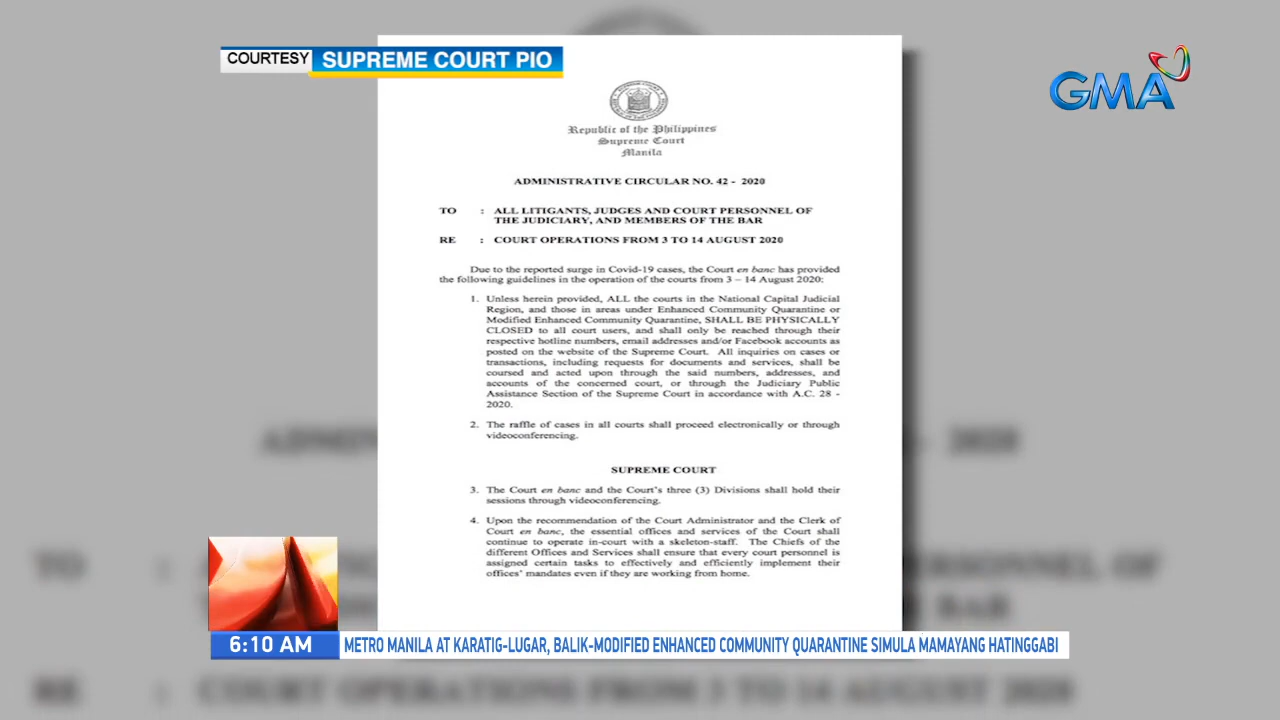 COURTESY SUPREME COURT PIO
GMA
Republic of the Philippines
Supreme Court
Manila
ADMINISTRATIVE CIRCULAR NO. 42 - 2020
TO : ALL LITIGANTS, JUDGES AND COURT PERSONNEL OF
THE JUDICIARY, AND MEMBERS OF THE BAR
RE : COURT OPERATIONS FROM 3 TO 14 AUGUST 2020
Due to the reported surge in Covid-19 cases, the Court en banc has provided
the following guidelines in the operation of the courts from 3 – 14 August 2020:
1. Unless herein provided, ALL the courts in the National Capital Judicial
Region, and those in areas under Enhanced Community Quarantine or
Modified Enhanced Community Quarantine, SHALL BE PHYSICALLY
CLOSED to all court users, and shall only be reached through their
respective hotline numbers, email addresses and/or Facebook accounts as
posted on the website of the Supreme Court. All inquiries on cases or
transactions, including requests for documents and services, shall be
coursed and acted upon through the said numbers, addresses, and
accounts of the concerned court, or through the Judiciary Public
Assistance Section of the Supreme Court in accordance with A.C. 28 -
2020.
2. The raffle of cases in all courts shall proceed electronically or through
videoconferencing.
SUPREME COURT
3. The Court en banc and the Court's three (3) Divisions shall hold their
sessions through videoconferencing.
4. Upon the recommendation of the Court Administrator and the Clerk of
Court en banc, the essential offices and services of the Court shall
continue to operate in-court with a skeleton-staff. The Chiefs of the
different Offices and Services shall ensure that every court personnel is
assigned certain tasks to effectively and efficiently implement their
offices' mandates even if they are working from home.
6:10 AM METRO MANILA AT KARATIG-LUGAR, BALIK-MODIFIED ENHANCED COMMUNITY QUARANTINE SIMULA MAMAYANG HATINGGABI